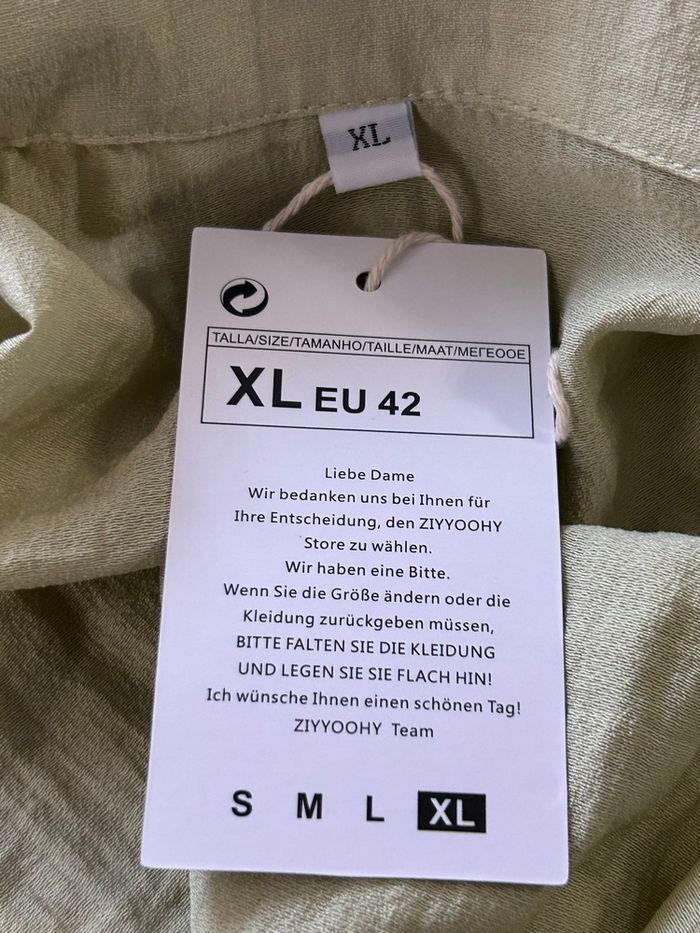 XL
TALLA/SIZE/TAMANHO/TAILLE/MAAT/МЕГЕООЕ
XL EU 42
Liebe Dame
Wir bedanken uns bei Ihnen für
Ihre Entscheidung, den ZIYYOOHY
Store zu wählen.
Wir haben eine Bitte.
Wenn Sie die Größe ändern oder die
Kleidung zurückgeben müssen,
BITTE FALTEN SIE DIE KLEIDUNG
UND LEGEN SIE SIE FLACH HIN!
Ich wünsche Ihnen einen schönen Tag!
ZIYYOOHY Team
S M L XL